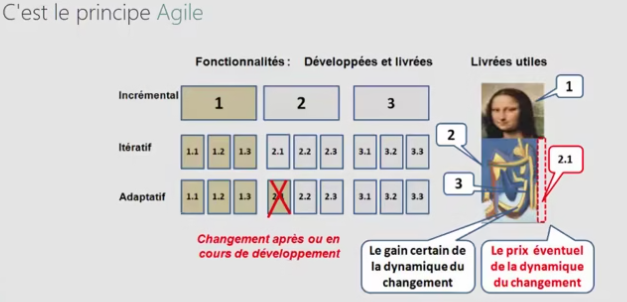 C'est le principe Agile
Fonctionnalités : Développées et livrées Livrées utiles
Incrémental 1 2 3
Itératif 1.1 1.2 1.3 2.1 2.2 2.3 3.1 3.2 3.3
Adaptatif 1.1 1.2 1.3 2.1 2.2 2.3 3.1 3.2 3.3
1
2
2.1
3
Changement après ou en
cours de développement
Le gain certain de
la dynamique du
changement
Le prix éventuel
de la dynamique
du changement